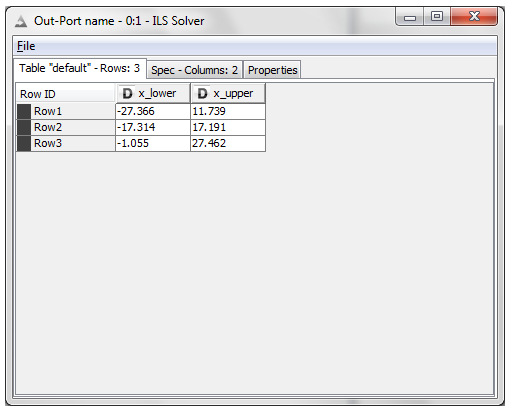 Out-Port name - 0:1 - ILS Solver
File
Table "default" - Rows: 3 Spec - Columns: 2 Properties
Row ID D x_lower D x_upper
Row1 -27.366 11.739
Row2 -17.314 17.191
Row3 -1.055 27.462